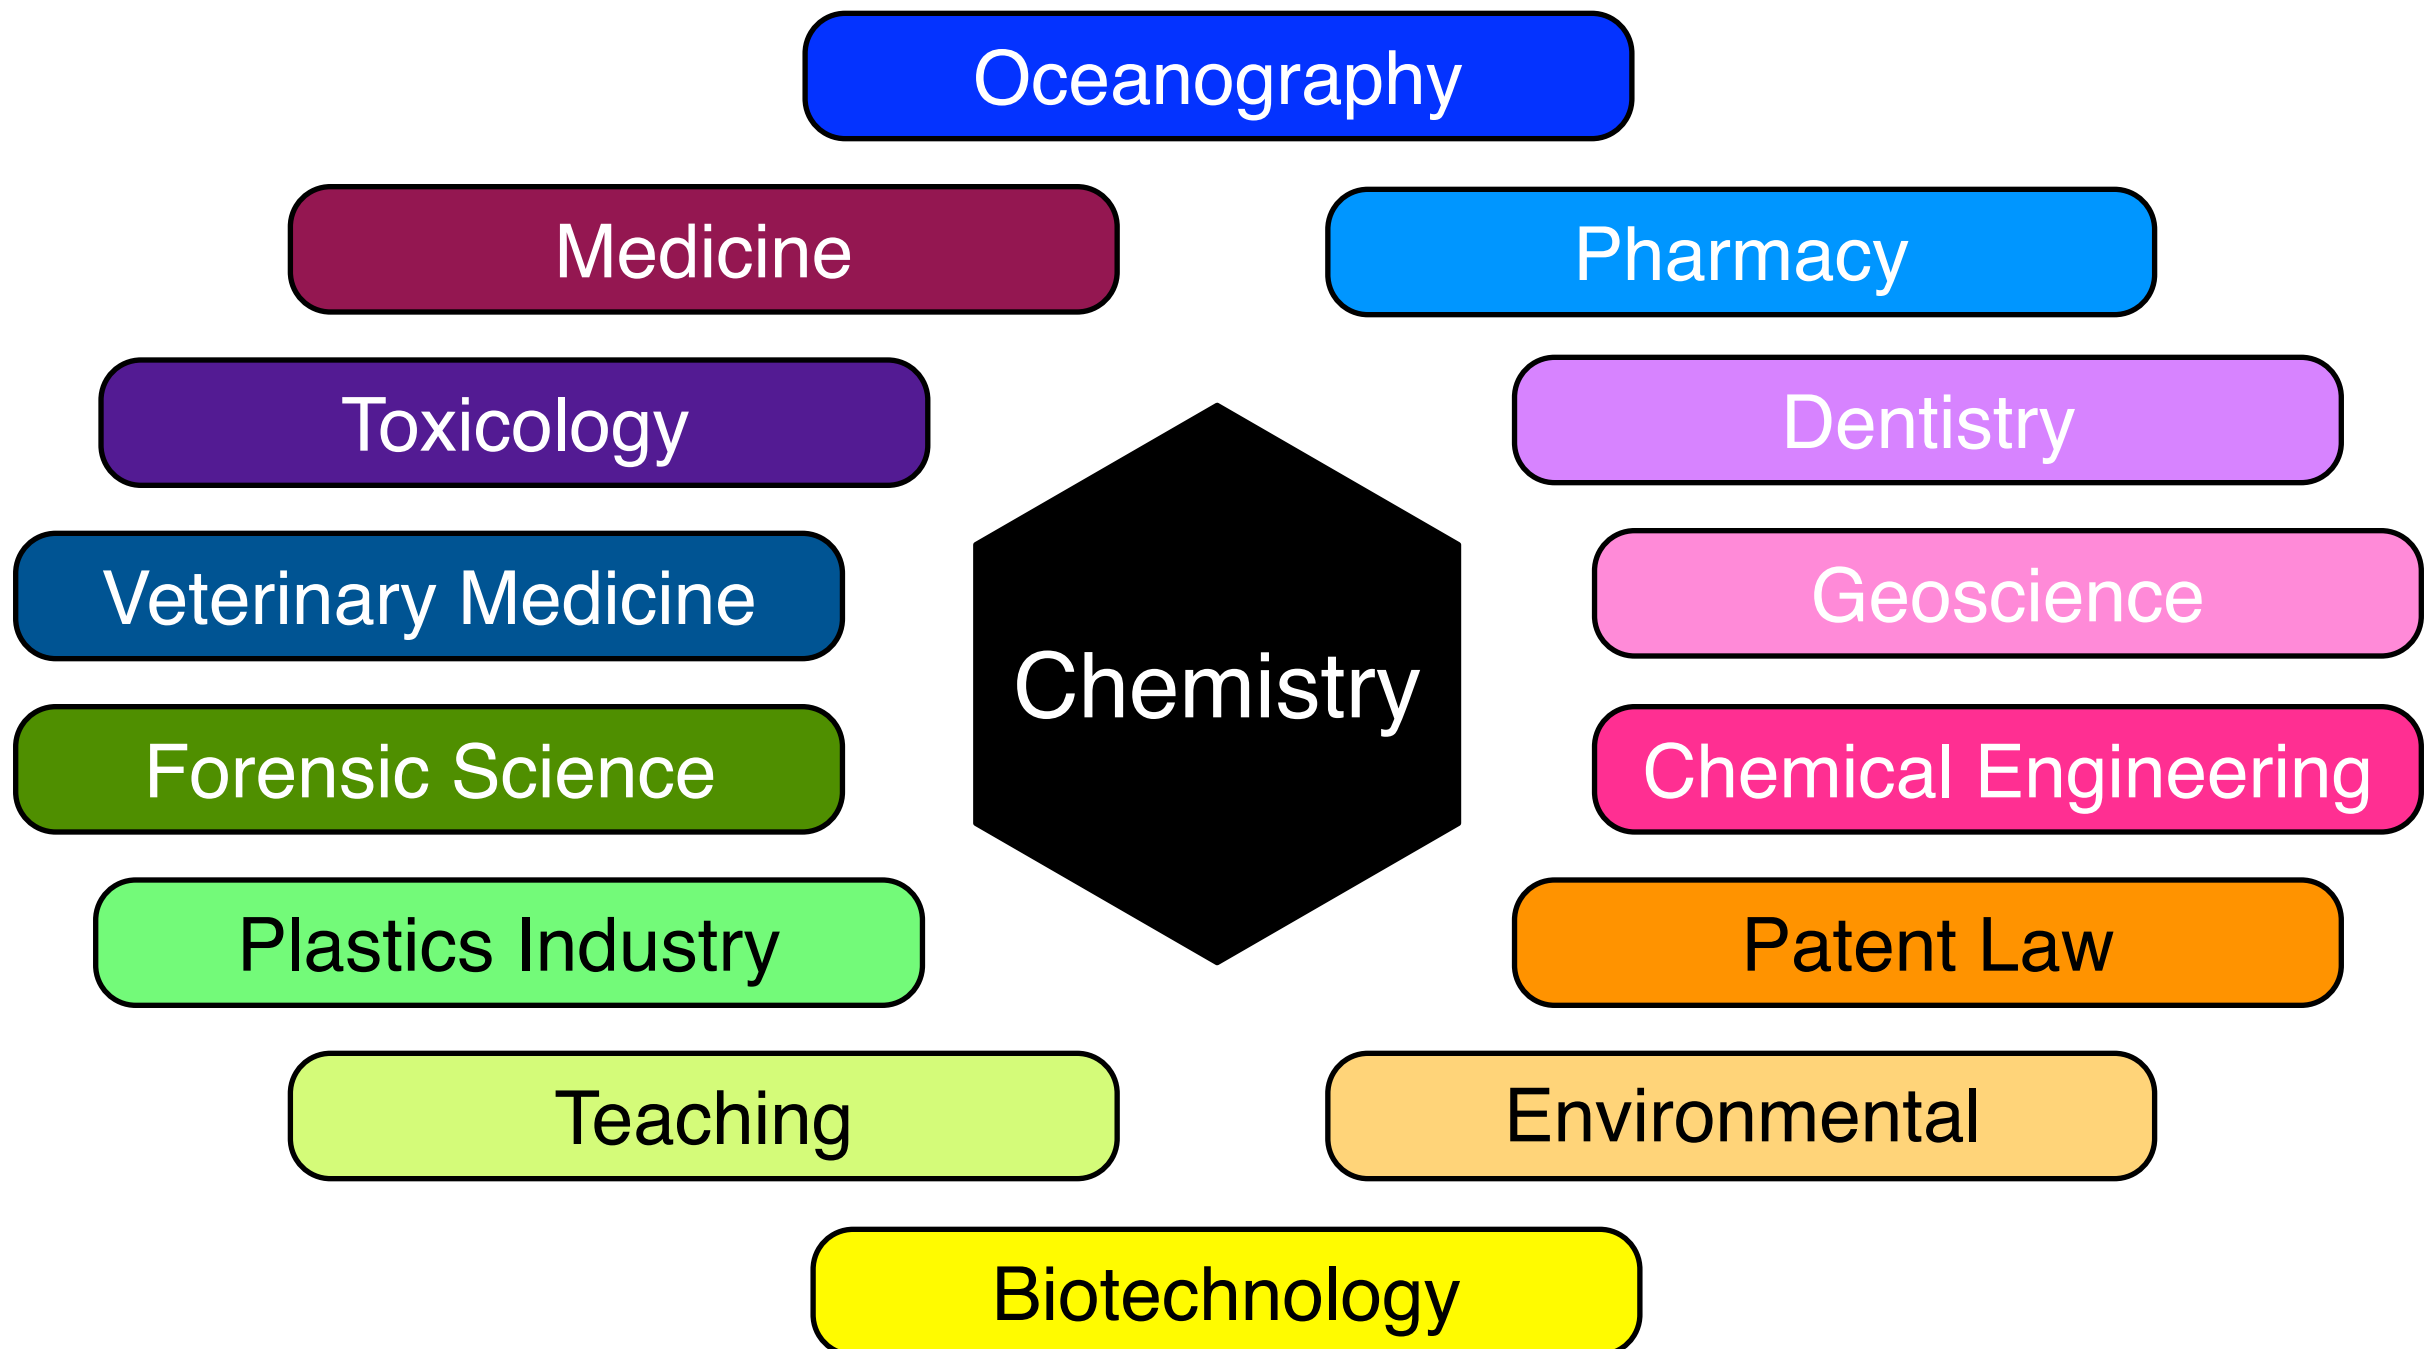 Oceanography
Medicine
Pharmacy
Toxicology
Dentistry
Veterinary Medicine
Geoscience
Chemistry
Forensic Science
Chemical Engineering
Plastics Industry
Patent Law
Teaching
Environmental
Biotechnology